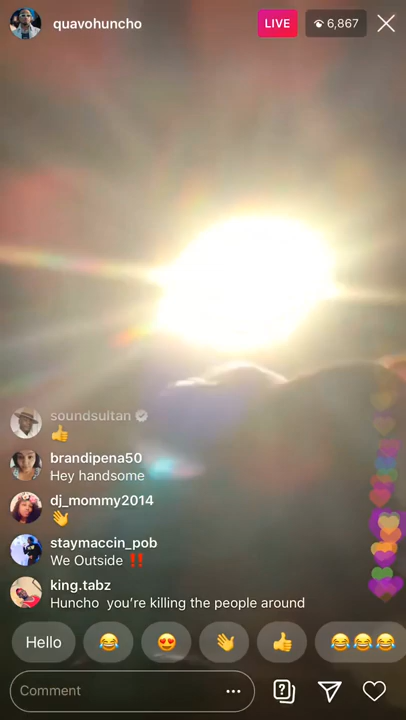 quavohuncho
LIVE
6,867
soundsultan
👍
brandipena50
Hey handsome
dj_mommy2014
👋
staymaccin_pob
We Outside ‼️
king.tabz
Huncho  you’re killing the people around
Hello 😂 😍 👋 👍 😂😂😂
Comment